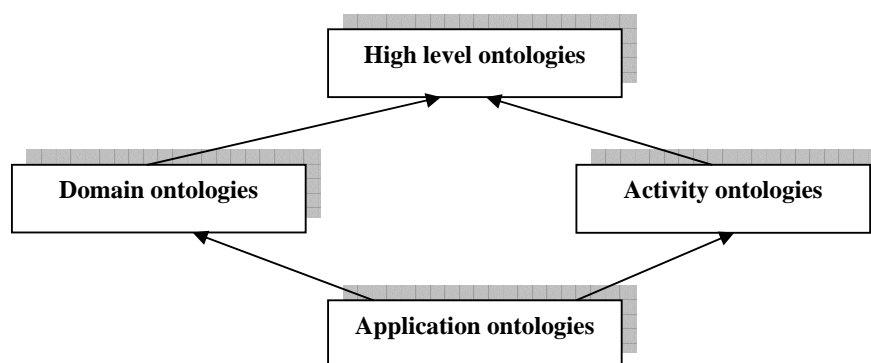 High level ontologies
Domain ontologies
Activity ontologies
Application ontologies